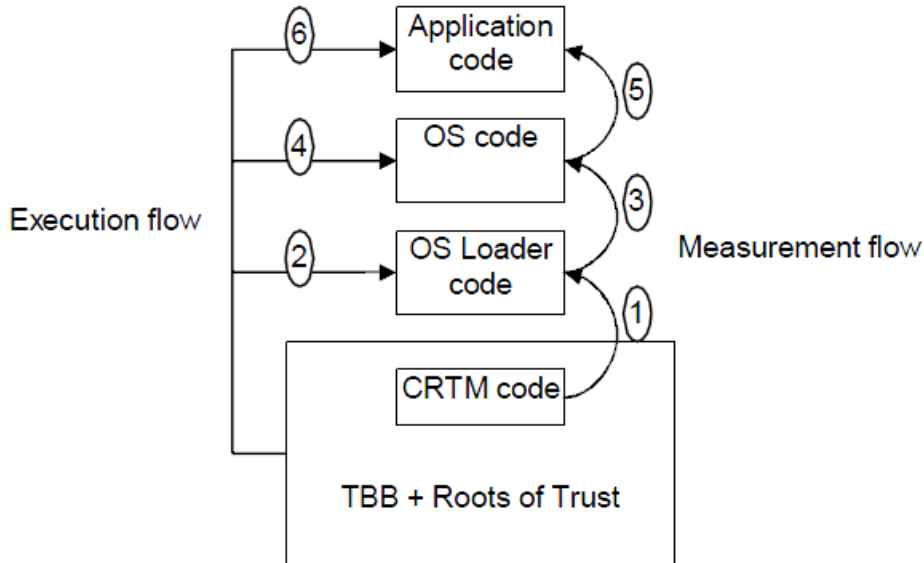 6
Application
code
5
4
OS code
3
Execution flow
2
OS Loader
code
Measurement flow
1
CRTM code
TBB + Roots of Trust